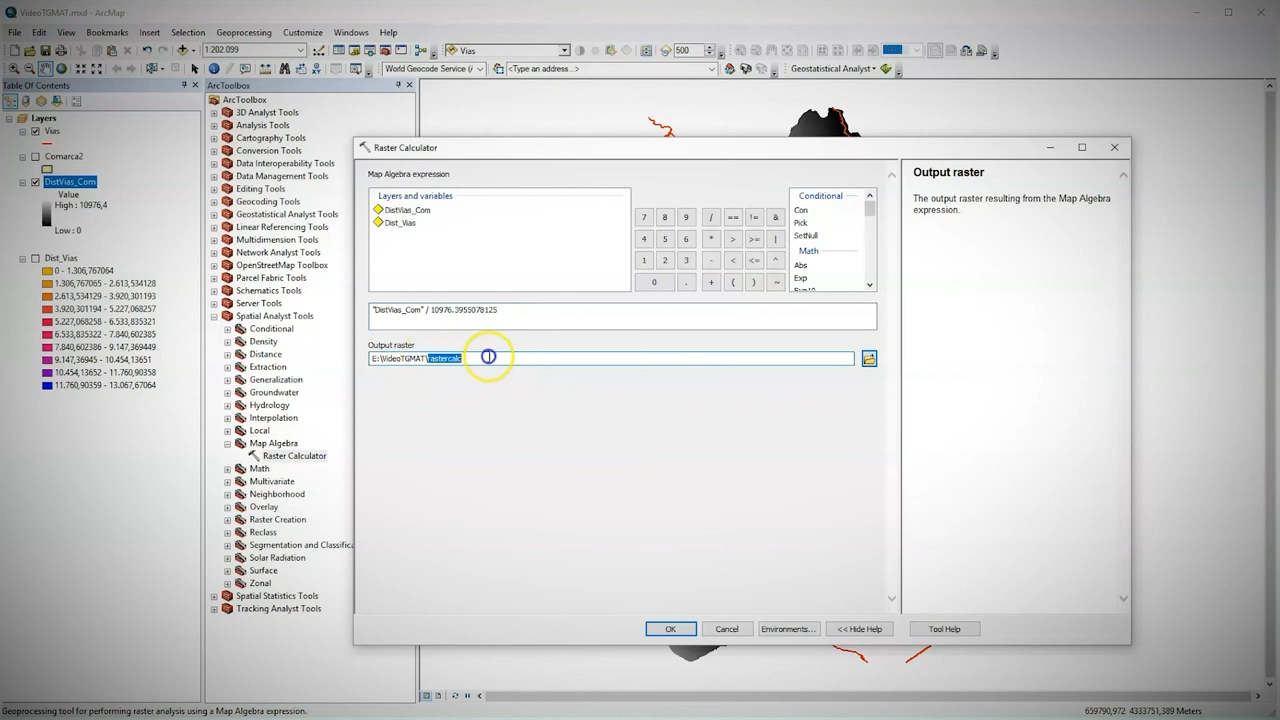 VideoTGMAT.mxd - ArcMap
File Edit View Bookmarks Insert Selection Geoprocessing Customize Windows Help
1:202.099
Vias
500
World Geocode Service (/
<Type an address...>
Geostatistical Analyst
Table Of Contents
Layers
Vias
Comarca2
DistVias_Com
Value
High : 10976,4
Low : 0
Dist_Vias
0 - 1.306,767064
1.306,767065 - 2.613,534128
2.613,534129 - 3.920,301193
3.920,301194 - 5.227,068257
5.227,068258 - 6.533,835321
6.533,835322 - 7.840,602385
7.840,602386 - 9.147,36945
9.147,369451 - 10.454,13651
10.454,13652 - 11.760,90358
11.760,90359 - 13.067,67064
ArcToolbox
ArcToolbox
3D Analyst Tools
Analysis Tools
Cartography Tools
Conversion Tools
Data Interoperability Tools
Data Management Tools
Editing Tools
Geocoding Tools
Geostatistical Analyst Tools
Linear Referencing Tools
Multidimension Tools
Network Analyst Tools
OpenStreetMap Toolbox
Parcel Fabric Tools
Schematics Tools
Server Tools
Spatial Analyst Tools
Conditional
Density
Distance
Extraction
Generalization
Groundwater
Hydrology
Interpolation
Local
Map Algebra
Raster Calculator
Math
Multivariate
Neighborhood
Overlay
Raster Creation
Reclass
Segmentation and Classifica
Solar Radiation
Surface
Zonal
Spatial Statistics Tools
Tracking Analyst Tools
Raster Calculator
Map Algebra expression
Layers and variables
DistVias_Com
Dist_Vias
7 8 9 / == != &
4 5 6 * > >= |
1 2 3 - < <= ^
0 . + ( ) ~
Conditional
Con
Pick
SetNull
Math
Abs
Exp
Exp10
"DistVias_Com" / 10976.3955078125
Output raster
E:\VideoTGMAT\rastercalc
OK Cancel Environments... << Hide Help Tool Help
Output raster
The output raster resulting from the Map Algebra
expression.
Geoprocessing tool for performing raster analysis using a Map Algebra expression.
659790,972 4333751,389 Meters